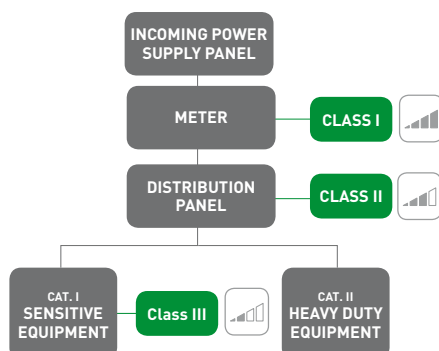 INCOMING POWER
SUPPLY PANEL
METER
CLASS I
DISTRIBUTION
PANEL
CLASS II
CAT. I
SENSITIVE
EQUIPMENT
Class III
CAT. II
HEAVY DUTY
EQUIPMENT